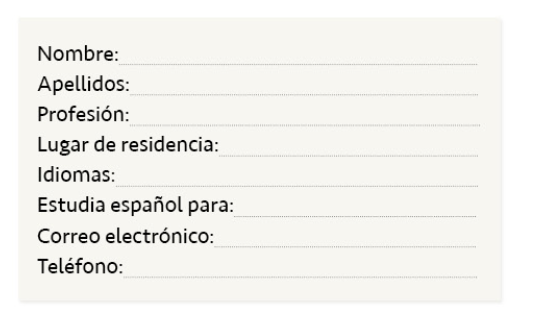 Nombre:
Apellidos:
Profesión:
Lugar de residencia:
Idiomas:
Estudia español para:
Correo electrónico:
Teléfono: